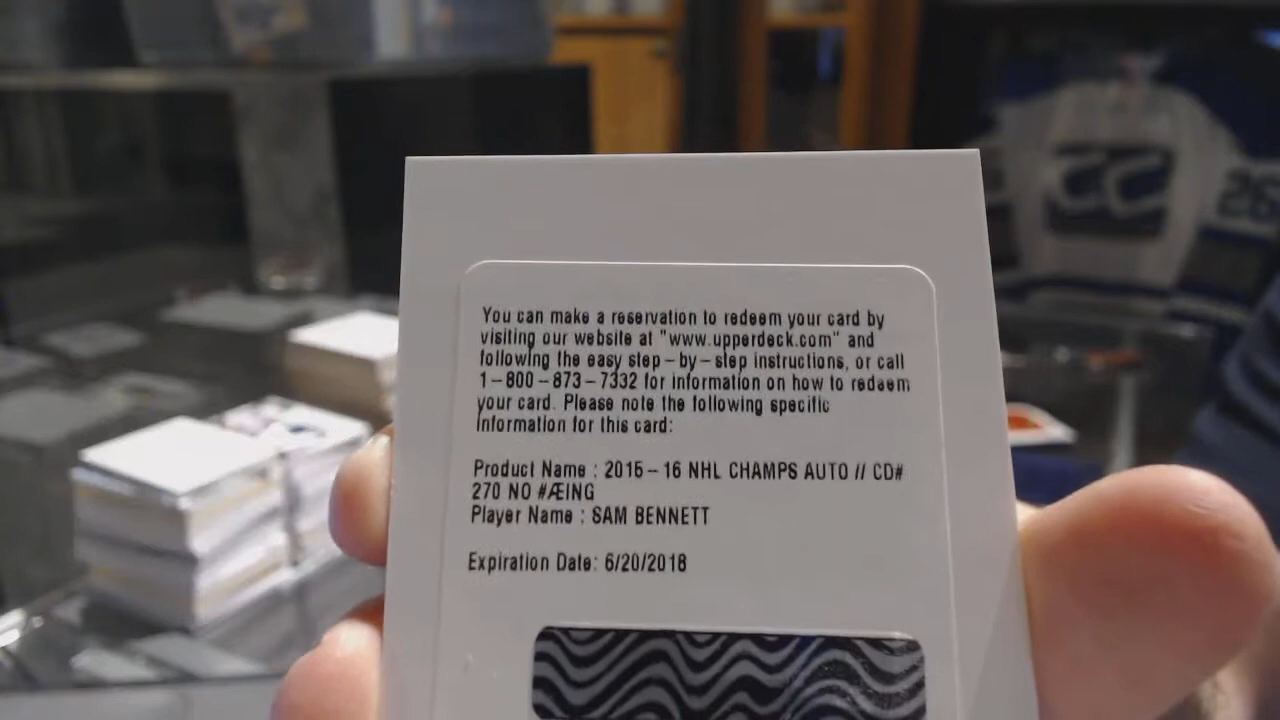 You can make a reservation to redeem your card by
visiting our website at "www.upperdeck.com" and
following the easy step-by-step instructions, or call
1-800-873-7332 for information on how to redeem
your card. Please note the following specific
information for this card:
Product Name : 2015-16 NHL CHAMPS AUTO // CD#
270 NO #ÆING
Player Name : SAM BENNETT
Expiration Date: 6/20/2018
26